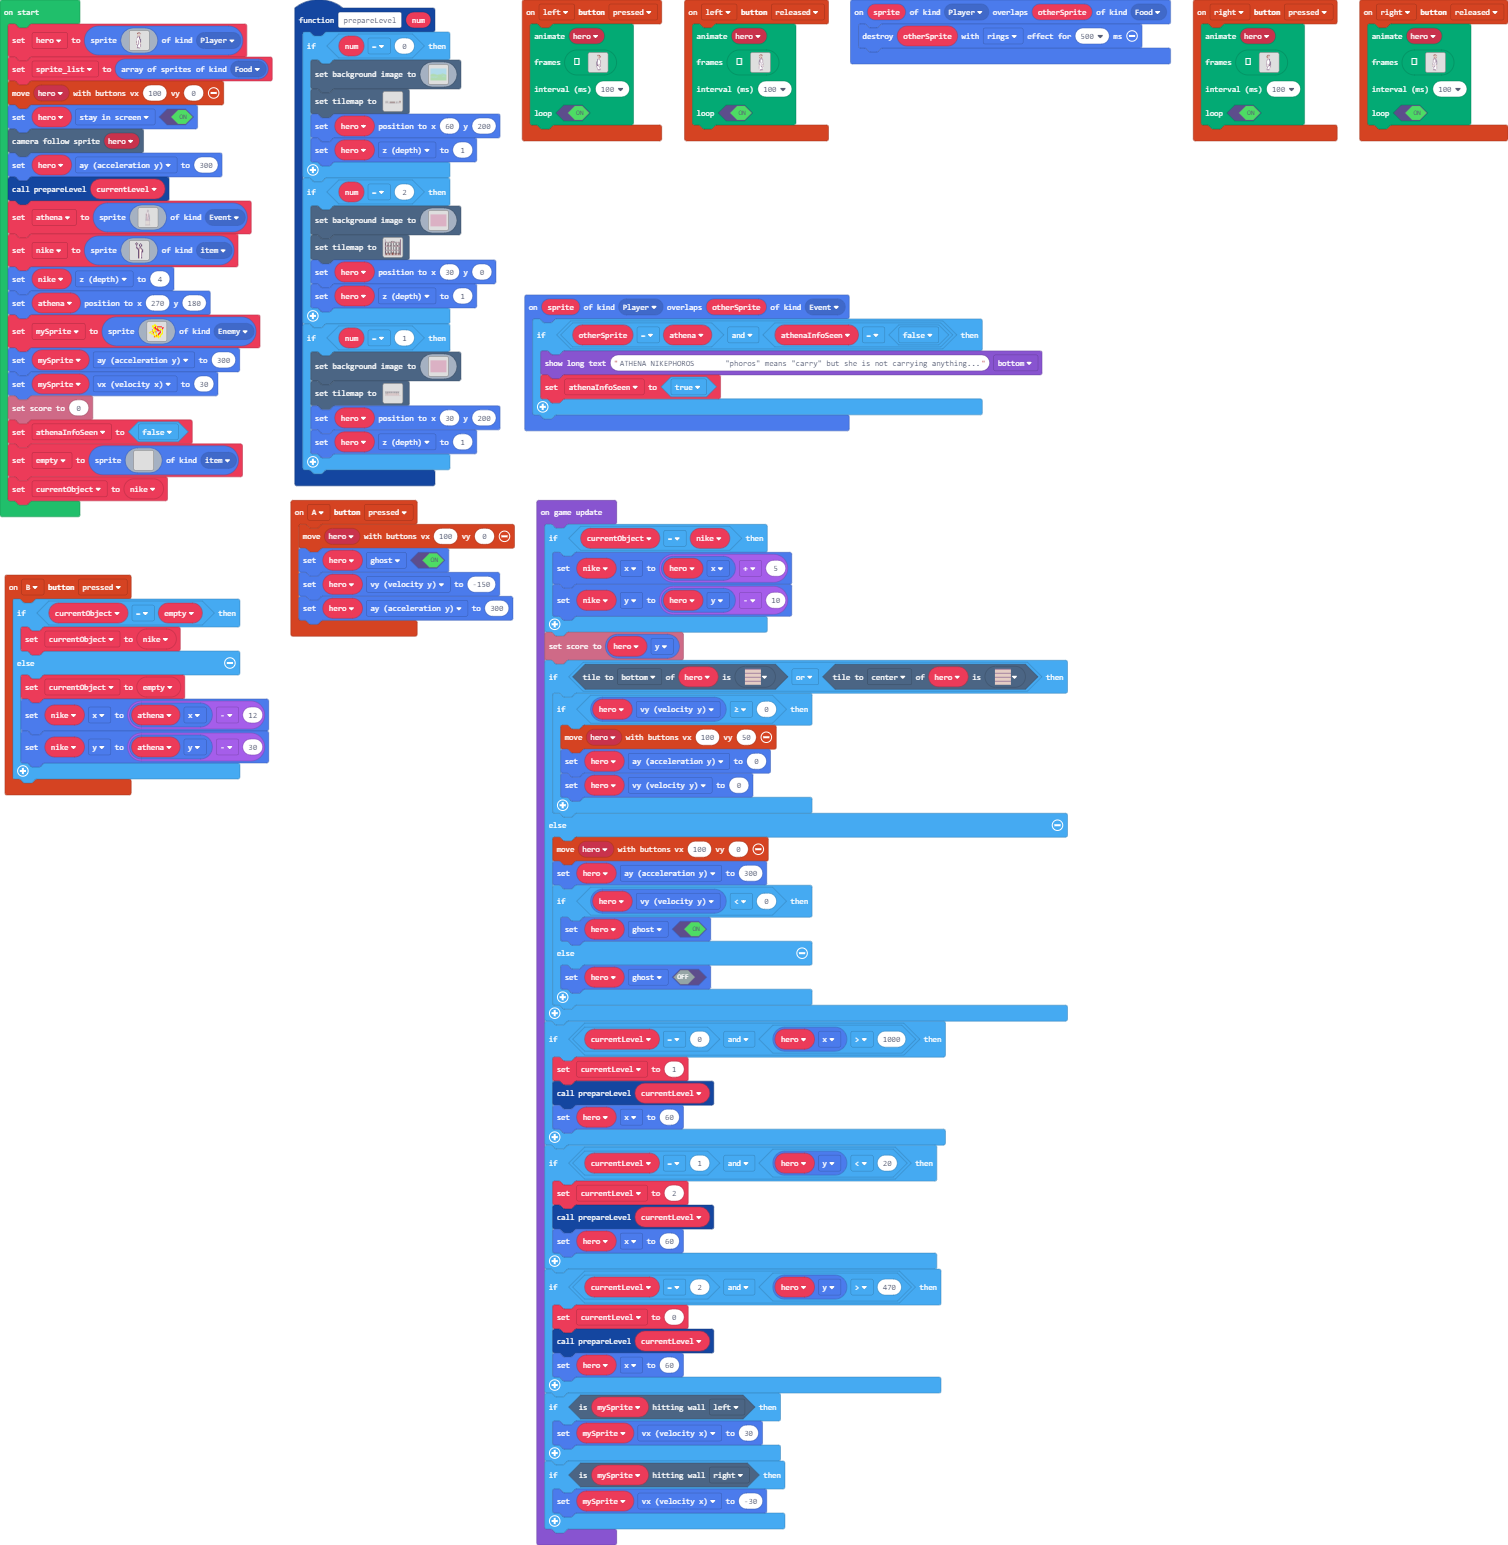 on start
set hero to sprite of kind Player
set sprite_list to array of sprites of kind Food
move hero with buttons vx 100 vy 0
set hero stay in screen ON
camera follow sprite hero
set hero ay (acceleration y) to 300
call prepareLevel currentLevel
set athena to sprite of kind Event
set nike to sprite of kind item
set nike z (depth) to 4
set athena position to x 270 y 180
set mySprite to sprite of kind Enemy
set mySprite ay (acceleration y) to 300
set mySprite vx (velocity x) to 30
set score to 0
set athenaInfoSeen to false
set empty to sprite of kind item
set currentObject to nike
function prepareLevel num
if num = 0 then
set background image to
set tilemap to
set hero position to x 60 y 200
set hero z (depth) to 1
if num = 2 then
set background image to
set tilemap to
set hero position to x 30 y 0
set hero z (depth) to 1
if num = 1 then
set background image to
set tilemap to
set hero position to x 30 y 200
set hero z (depth) to 1
on left button pressed
animate hero
frames
interval (ms) 100
loop ON
on left button released
animate hero
frames
interval (ms) 100
loop ON
on sprite of kind Player overlaps otherSprite of kind Food
destroy otherSprite with rings effect for 500 ms
on right button pressed
animate hero
frames
interval (ms) 100
loop ON
on right button released
animate hero
frames
interval (ms) 100
loop ON
on sprite of kind Player overlaps otherSprite of kind Event
if otherSprite = athena and athenaInfoSeen = false then
show long text "ATHENA NIKEPHOROS "phoros" means "carry" but she is not carrying anything..." bottom
set athenaInfoSeen to true
on A button pressed
move hero with buttons vx 100 vy 0
set hero ghost ON
set hero vy (velocity y) to -150
set hero ay (acceleration y) to 300
on B button pressed
if currentObject = empty then
set currentObject to nike
else
set currentObject to empty
set nike x to athena x - 12
set nike y to athena y - 30
on game update
if currentObject = nike then
set nike x to hero x + 5
set nike y to hero y - 10
set score to hero y
if tile to bottom of hero is or tile to center of hero is then
if hero vy (velocity y) ≥ 0 then
move hero with buttons vx 100 vy 50
set hero ay (acceleration y) to 0
set hero vy (velocity y) to 0
else
move hero with buttons vx 100 vy 0
set hero ay (acceleration y) to 300
if hero vy (velocity y) < 0 then
set hero ghost ON
else
set hero ghost OFF
if currentLevel = 0 and hero x > 1000 then
set currentLevel to 1
call prepareLevel currentLevel
set hero x to 60
if currentLevel = 1 and hero y < 20 then
set currentLevel to 2
call prepareLevel currentLevel
set hero x to 60
if currentLevel = 2 and hero y > 470 then
set currentLevel to 0
call prepareLevel currentLevel
set hero x to 60
if is mySprite hitting wall left then
set mySprite vx (velocity x) to 30
if is mySprite hitting wall right then
set mySprite vx (velocity x) to -30